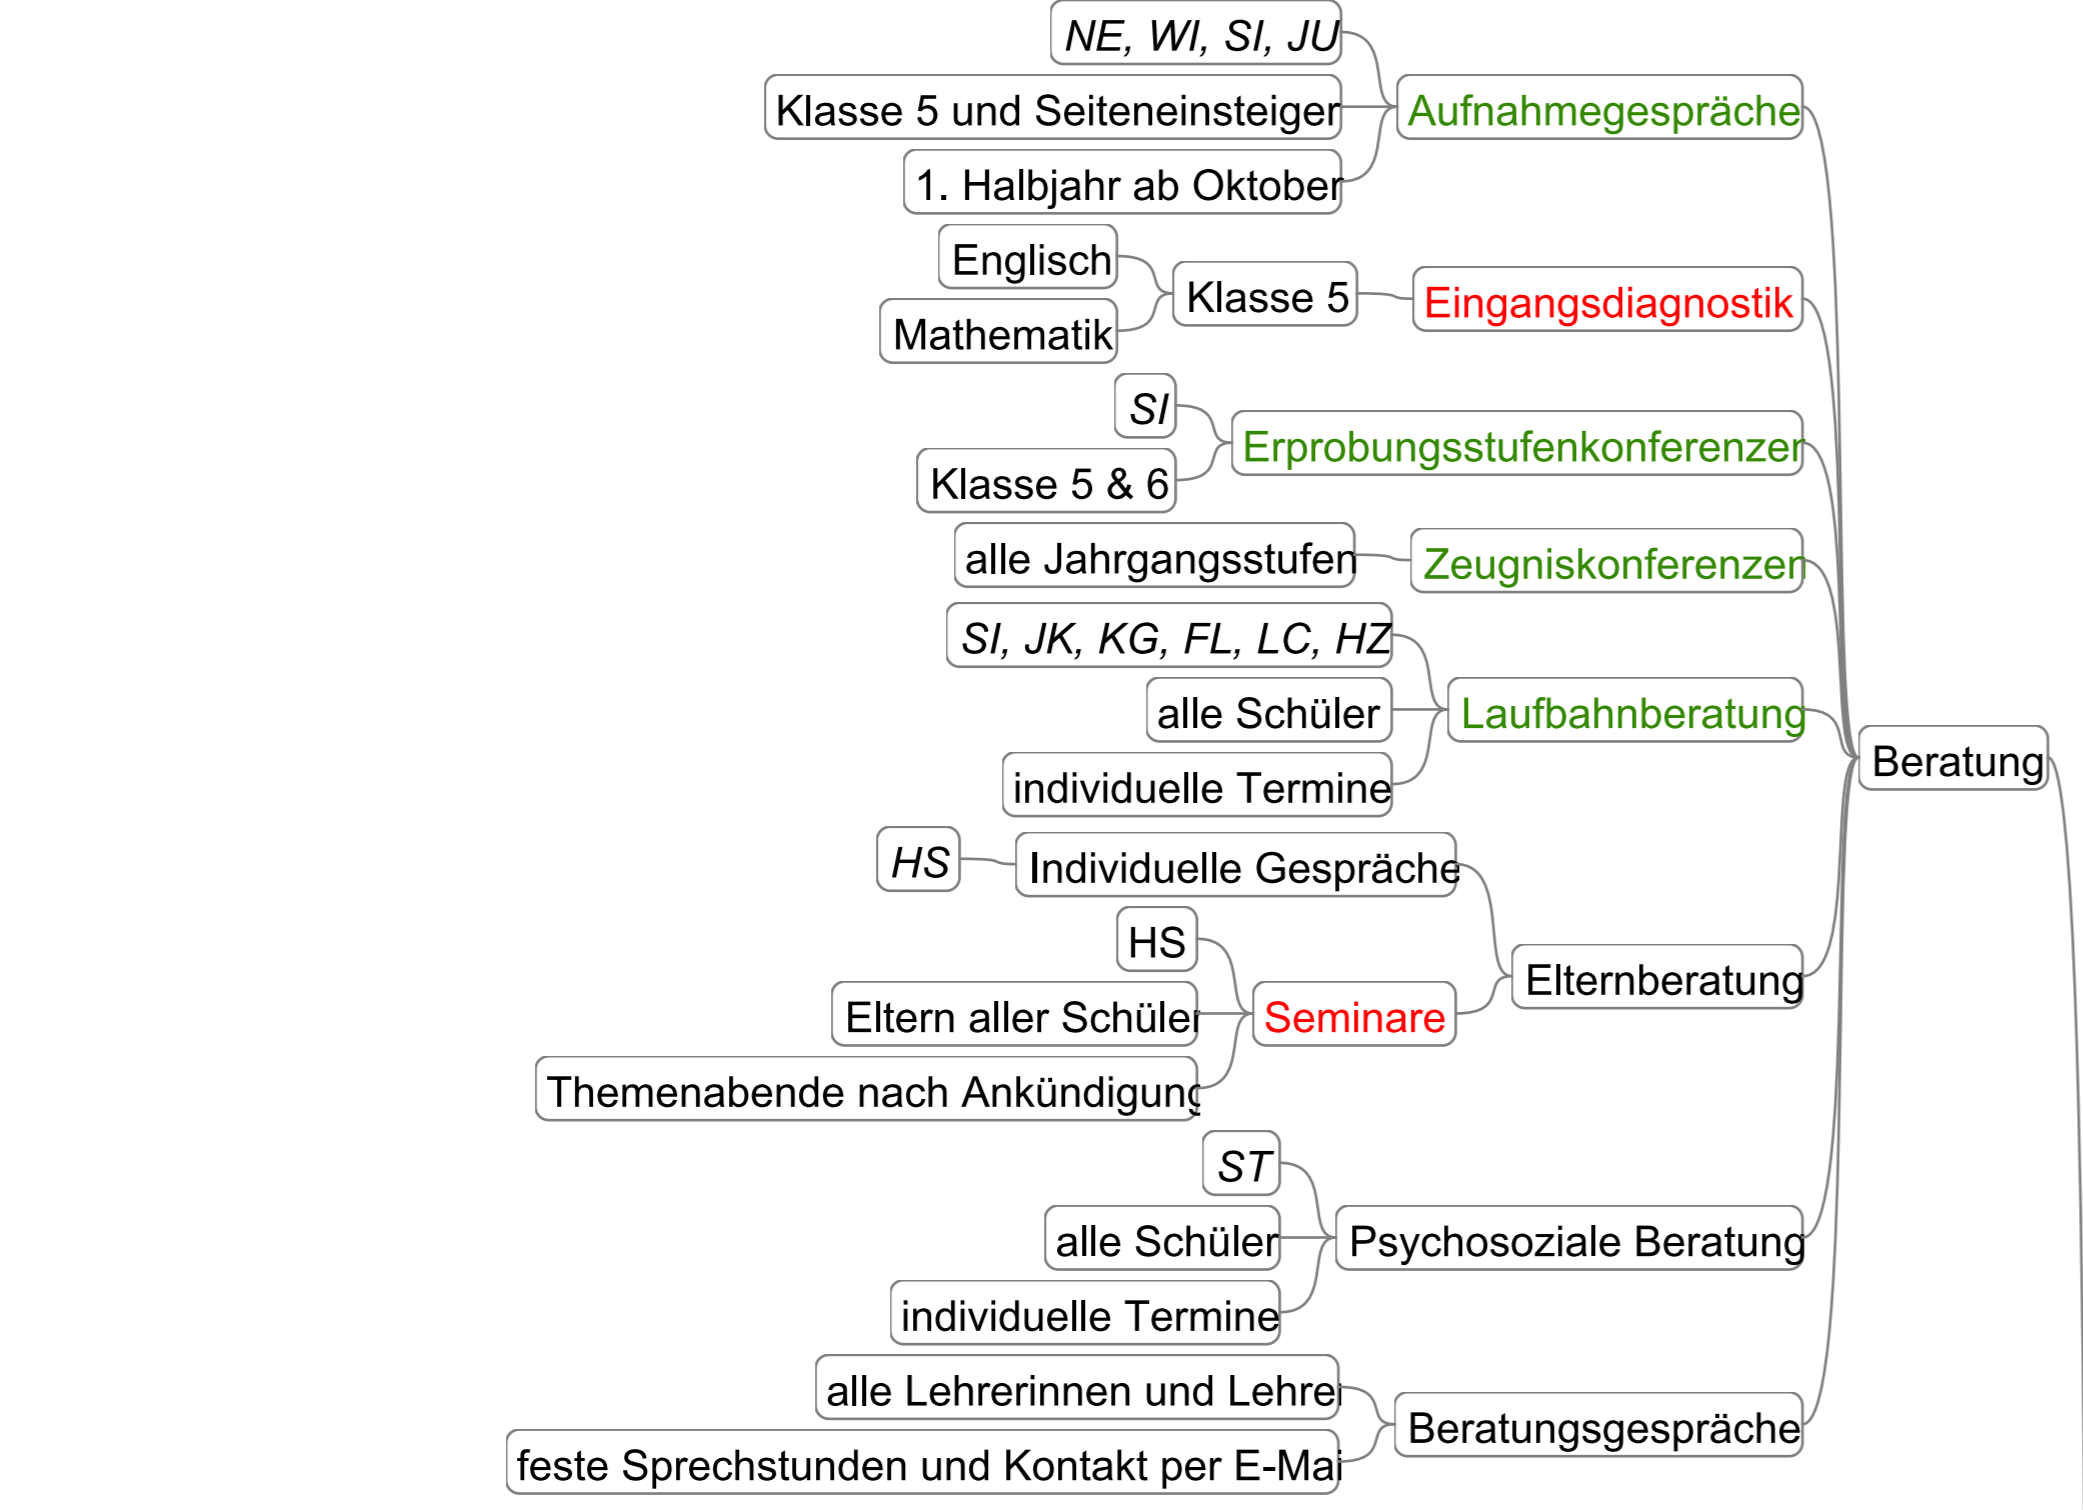 NE, WI, SI, JU
Klasse 5 und Seiteneinsteiger
Aufnahmegespräche
1. Halbjahr ab Oktober
Englisch
Klasse 5
Eingangsdiagnostik
Mathematik
SI
Erprobungsstufenkonferenzen
Klasse 5 & 6
alle Jahrgangsstufen
Zeugniskonferenzen
SI, JK, KG, FL, LC, HZ
alle Schüler
Laufbahnberatung
individuelle Termine
Beratung
HS
Individuelle Gespräche
HS
Elternberatung
Eltern aller Schüler
Seminare
Themenabende nach Ankündigung
ST
alle Schüler
Psychosoziale Beratung
individuelle Termine
alle Lehrerinnen und Lehrer
Beratungsgespräche
feste Sprechstunden und Kontakt per E-Mai